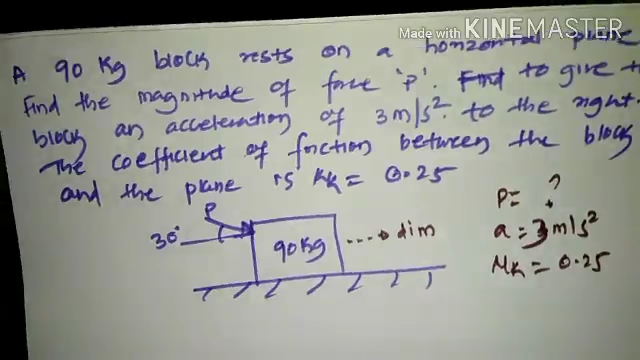 Made with KINEMASTER
A 90 Kg block rests on a horizontal plane
Find the magnitude of force 'P'. Find to give t
block an acceleration of 3 m/s² to the right.
The coefficient of friction between the block
and the plane is μK = 0.25
P
30°
90Kg
dim
P = ?
a = 3 m/s²
μK = 0.25